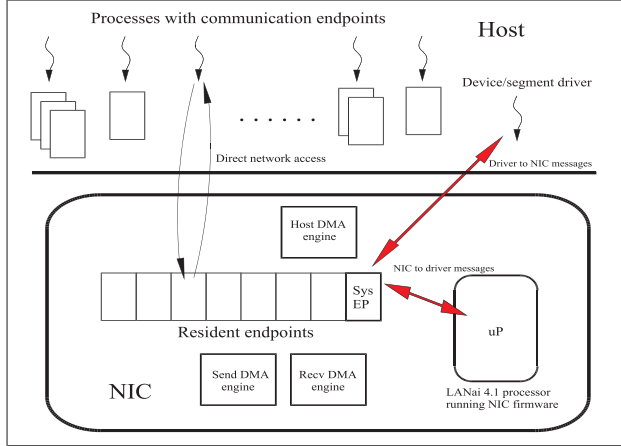 Processes with communication endpoints
Host
Device/segment driver
. . . . . .
Direct network access
Driver to NIC messages
Host DMA
engine
NIC to driver messages
Sys
EP
uP
Resident endpoints
Send DMA
engine
Recv DMA
engine
NIC
LANai 4.1 processor
running NIC firmware